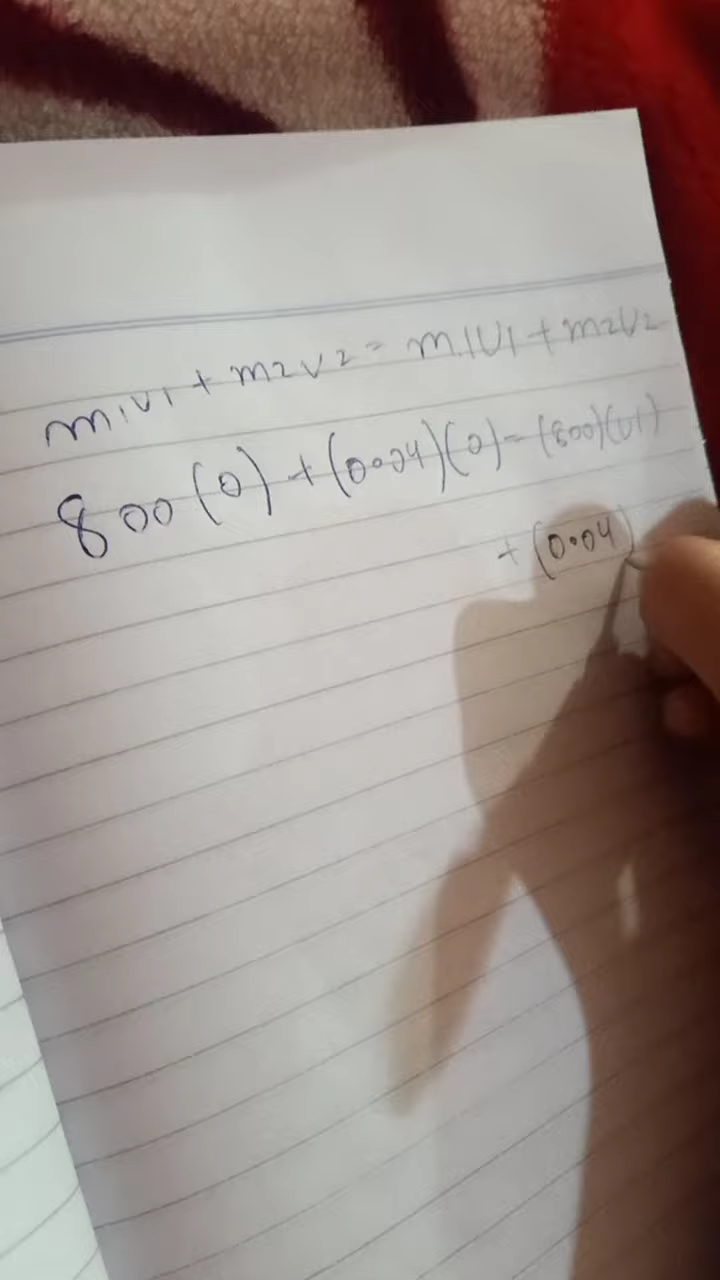 m1v1 + m2v2 = m1U1 + m2U2
800(0) + (0.04)(0) = (800)(U1)
+ (0.04)